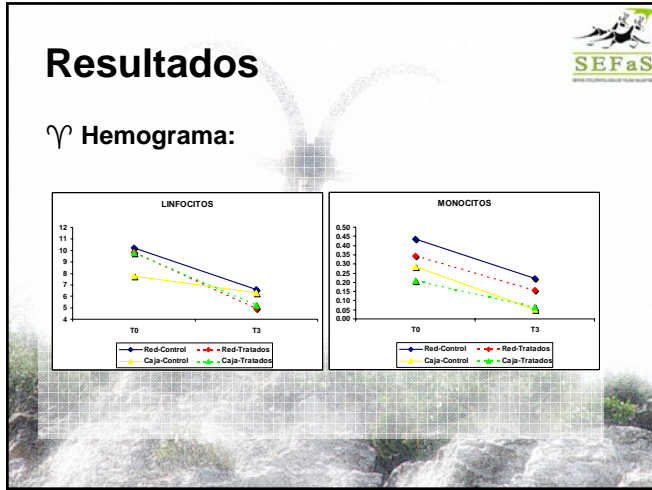 Resultados
SEFaS
♈ Hemograma:
LINFOCITOS
12
11
10
9
8
7
6
5
4
T0 T3
Red-Control Red-Tratados
Caja-Control Caja-Tratados
MONOCITOS
0.50
0.45
0.40
0.35
0.30
0.25
0.20
0.15
0.10
0.05
0.00
T0 T3
Red-Control Red-Tratados
Caja-Control Caja-Tratados